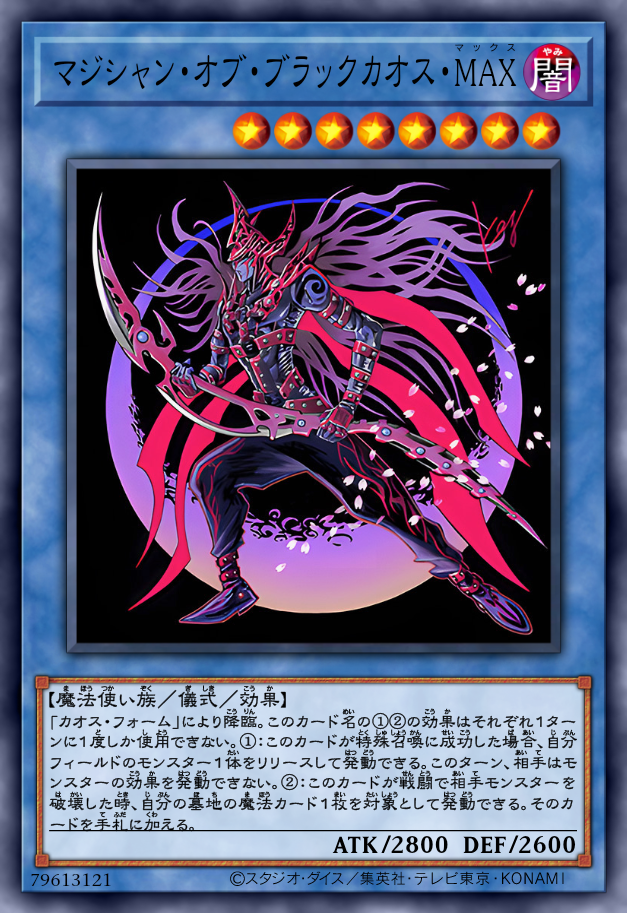 マックス
マジシャン・オブ・ブラックカオス・MAX
やみ
闇
【魔法使い族／儀式／効果】
「カオス・フォーム」により降臨。このカード名の①②の効果はそれぞれ1ター
ンに1度しか使用できない。①：このカードが特殊召喚に成功した場合、自分
フィールドのモンスター1体をリリースして発動できる。このターン、相手はモ
ンスターの効果を発動できない。②：このカードが戦闘で相手モンスターを
破壊した時、自分の墓地の魔法カード1枚を対象として発動できる。そのカ
ードを手札に加える。
ATK/2800 DEF/2600
79613121
©スタジオ・ダイス／集英社・テレビ東京・KONAMI